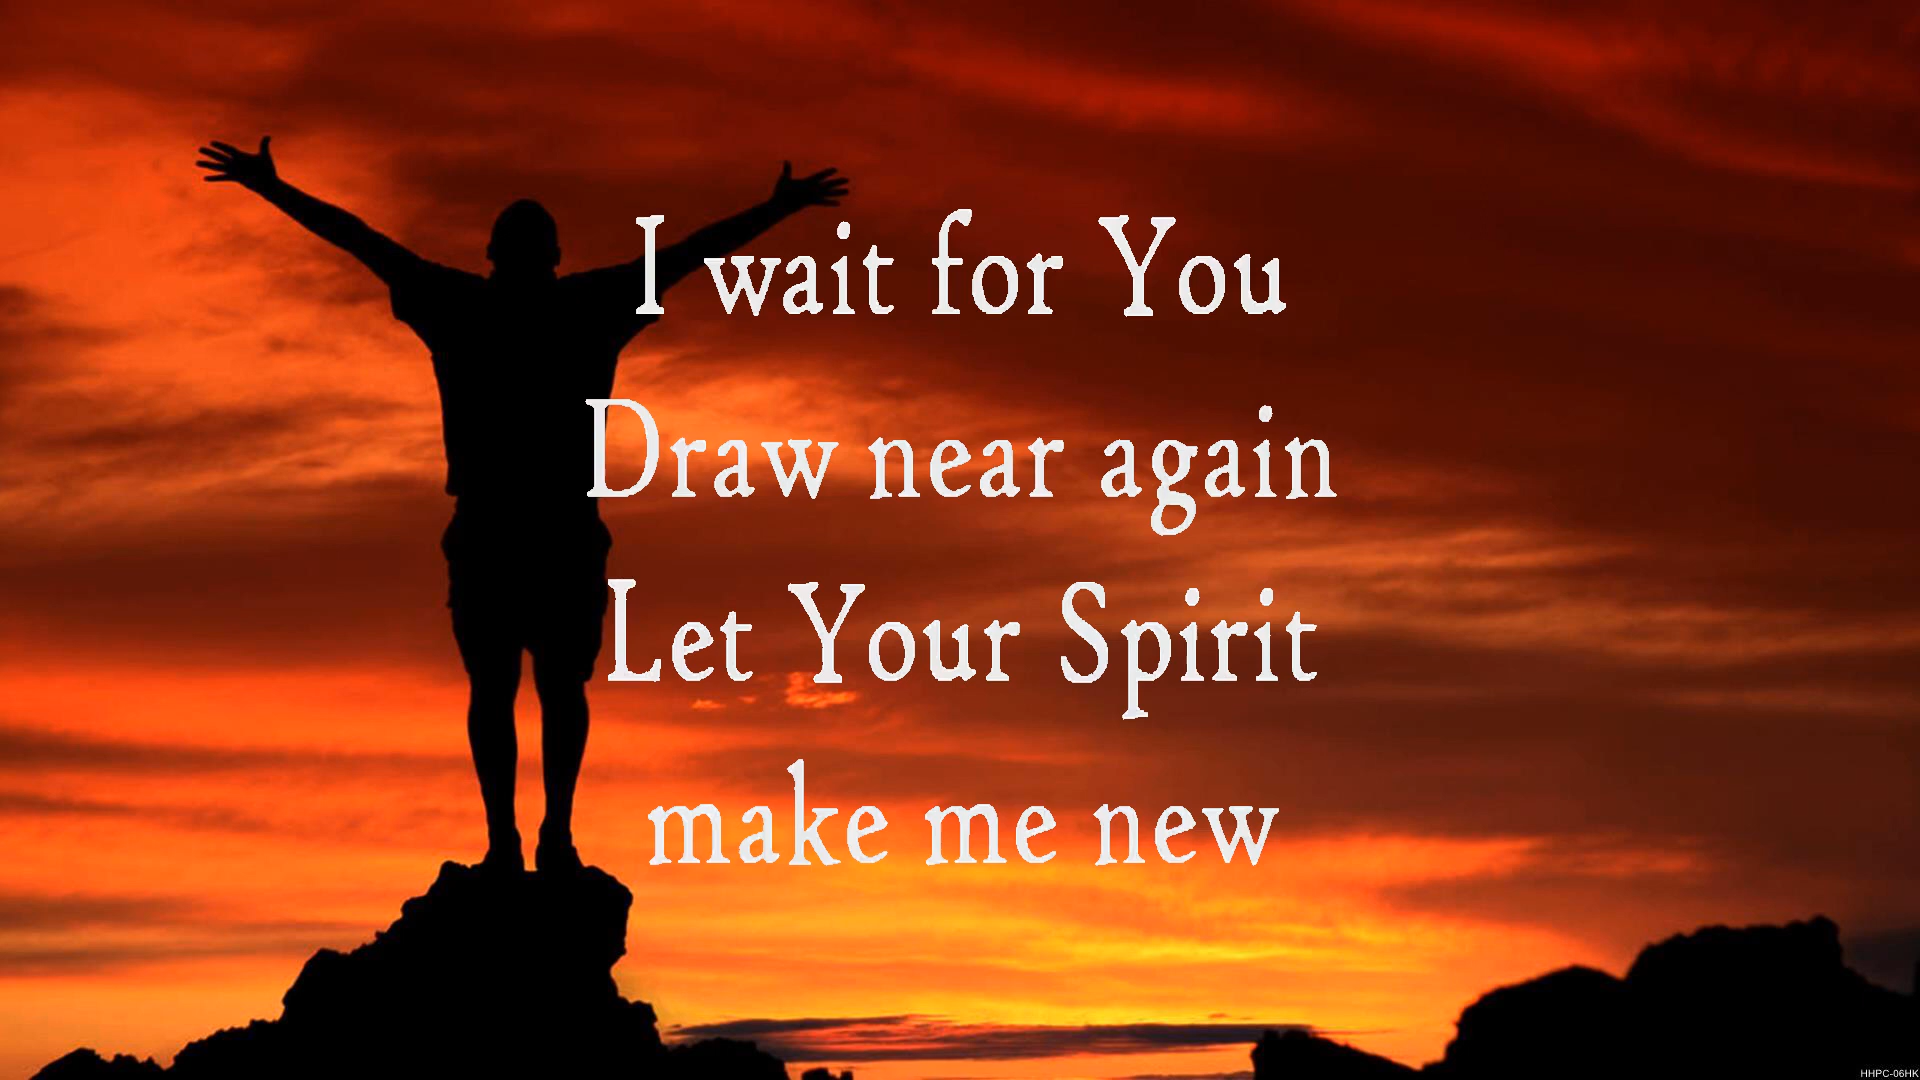 I wait for You
Draw near again
Let Your Spirit
make me new
HHPC-06HK